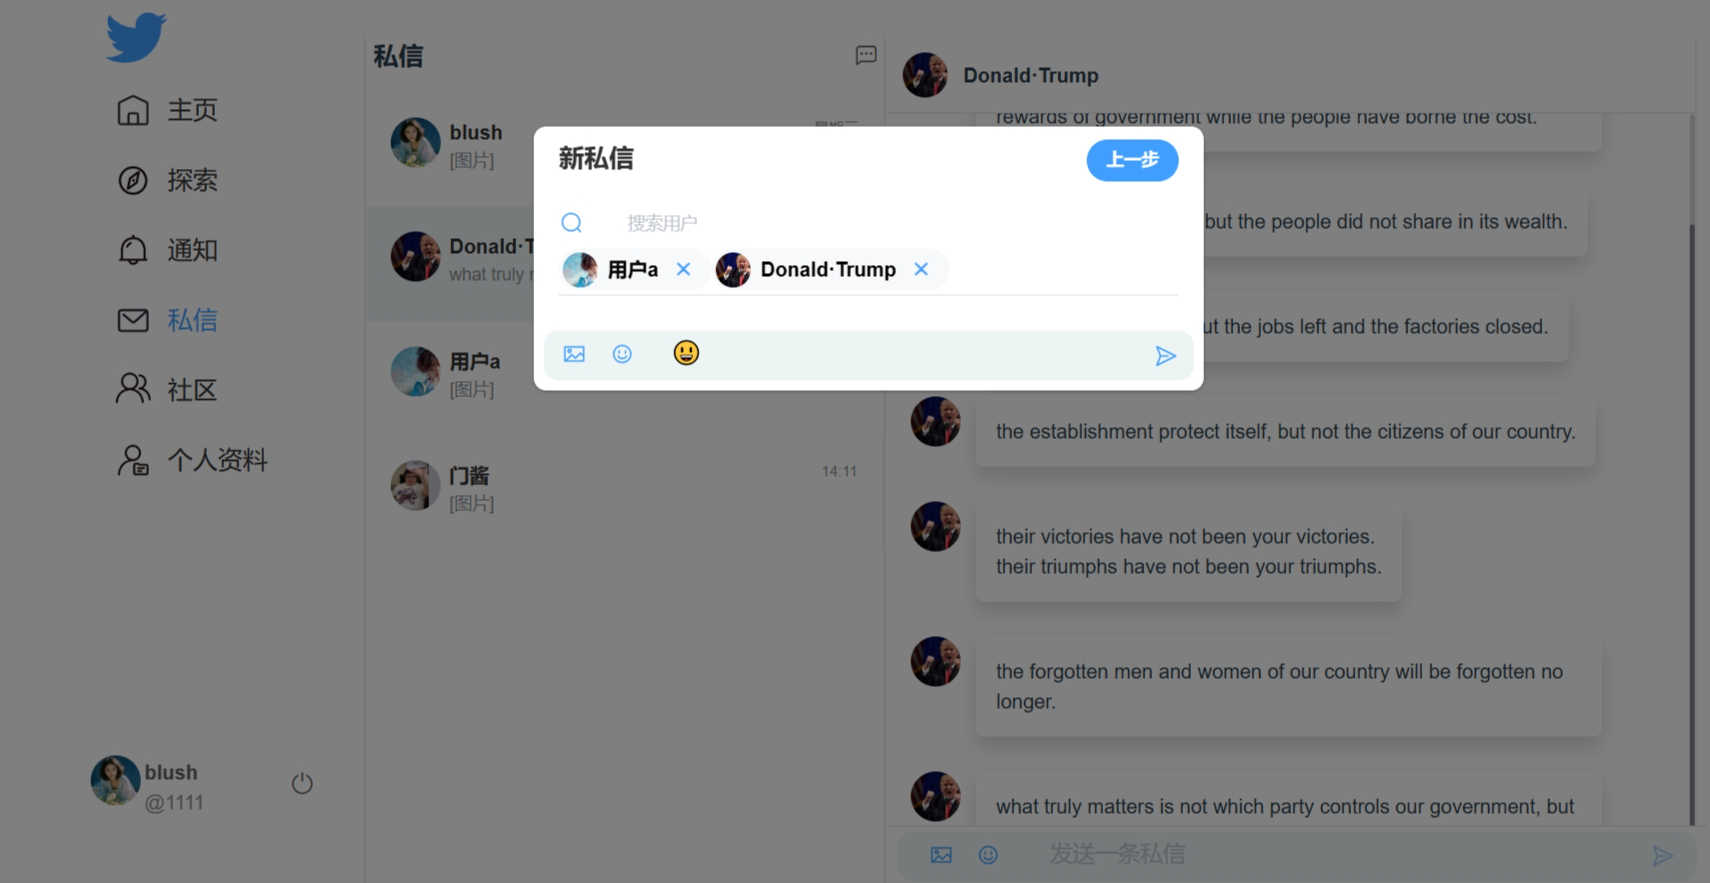 主页
探索
通知
私信
社区
个人资料
blush
@1111
私信
blush
[图片]
Donald·T
what truly
用户a
[图片]
门酱
14:11
[图片]
新私信
上一步
搜索用户
用户a
Donald·Trump
Donald·Trump
rewards of government while the people have borne the cost.
but the people did not share in its wealth.
ut the jobs left and the factories closed.
the establishment protect itself, but not the citizens of our country.
their victories have not been your victories.
their triumphs have not been your triumphs.
the forgotten men and women of our country will be forgotten no
longer.
what truly matters is not which party controls our government, but
发送一条私信